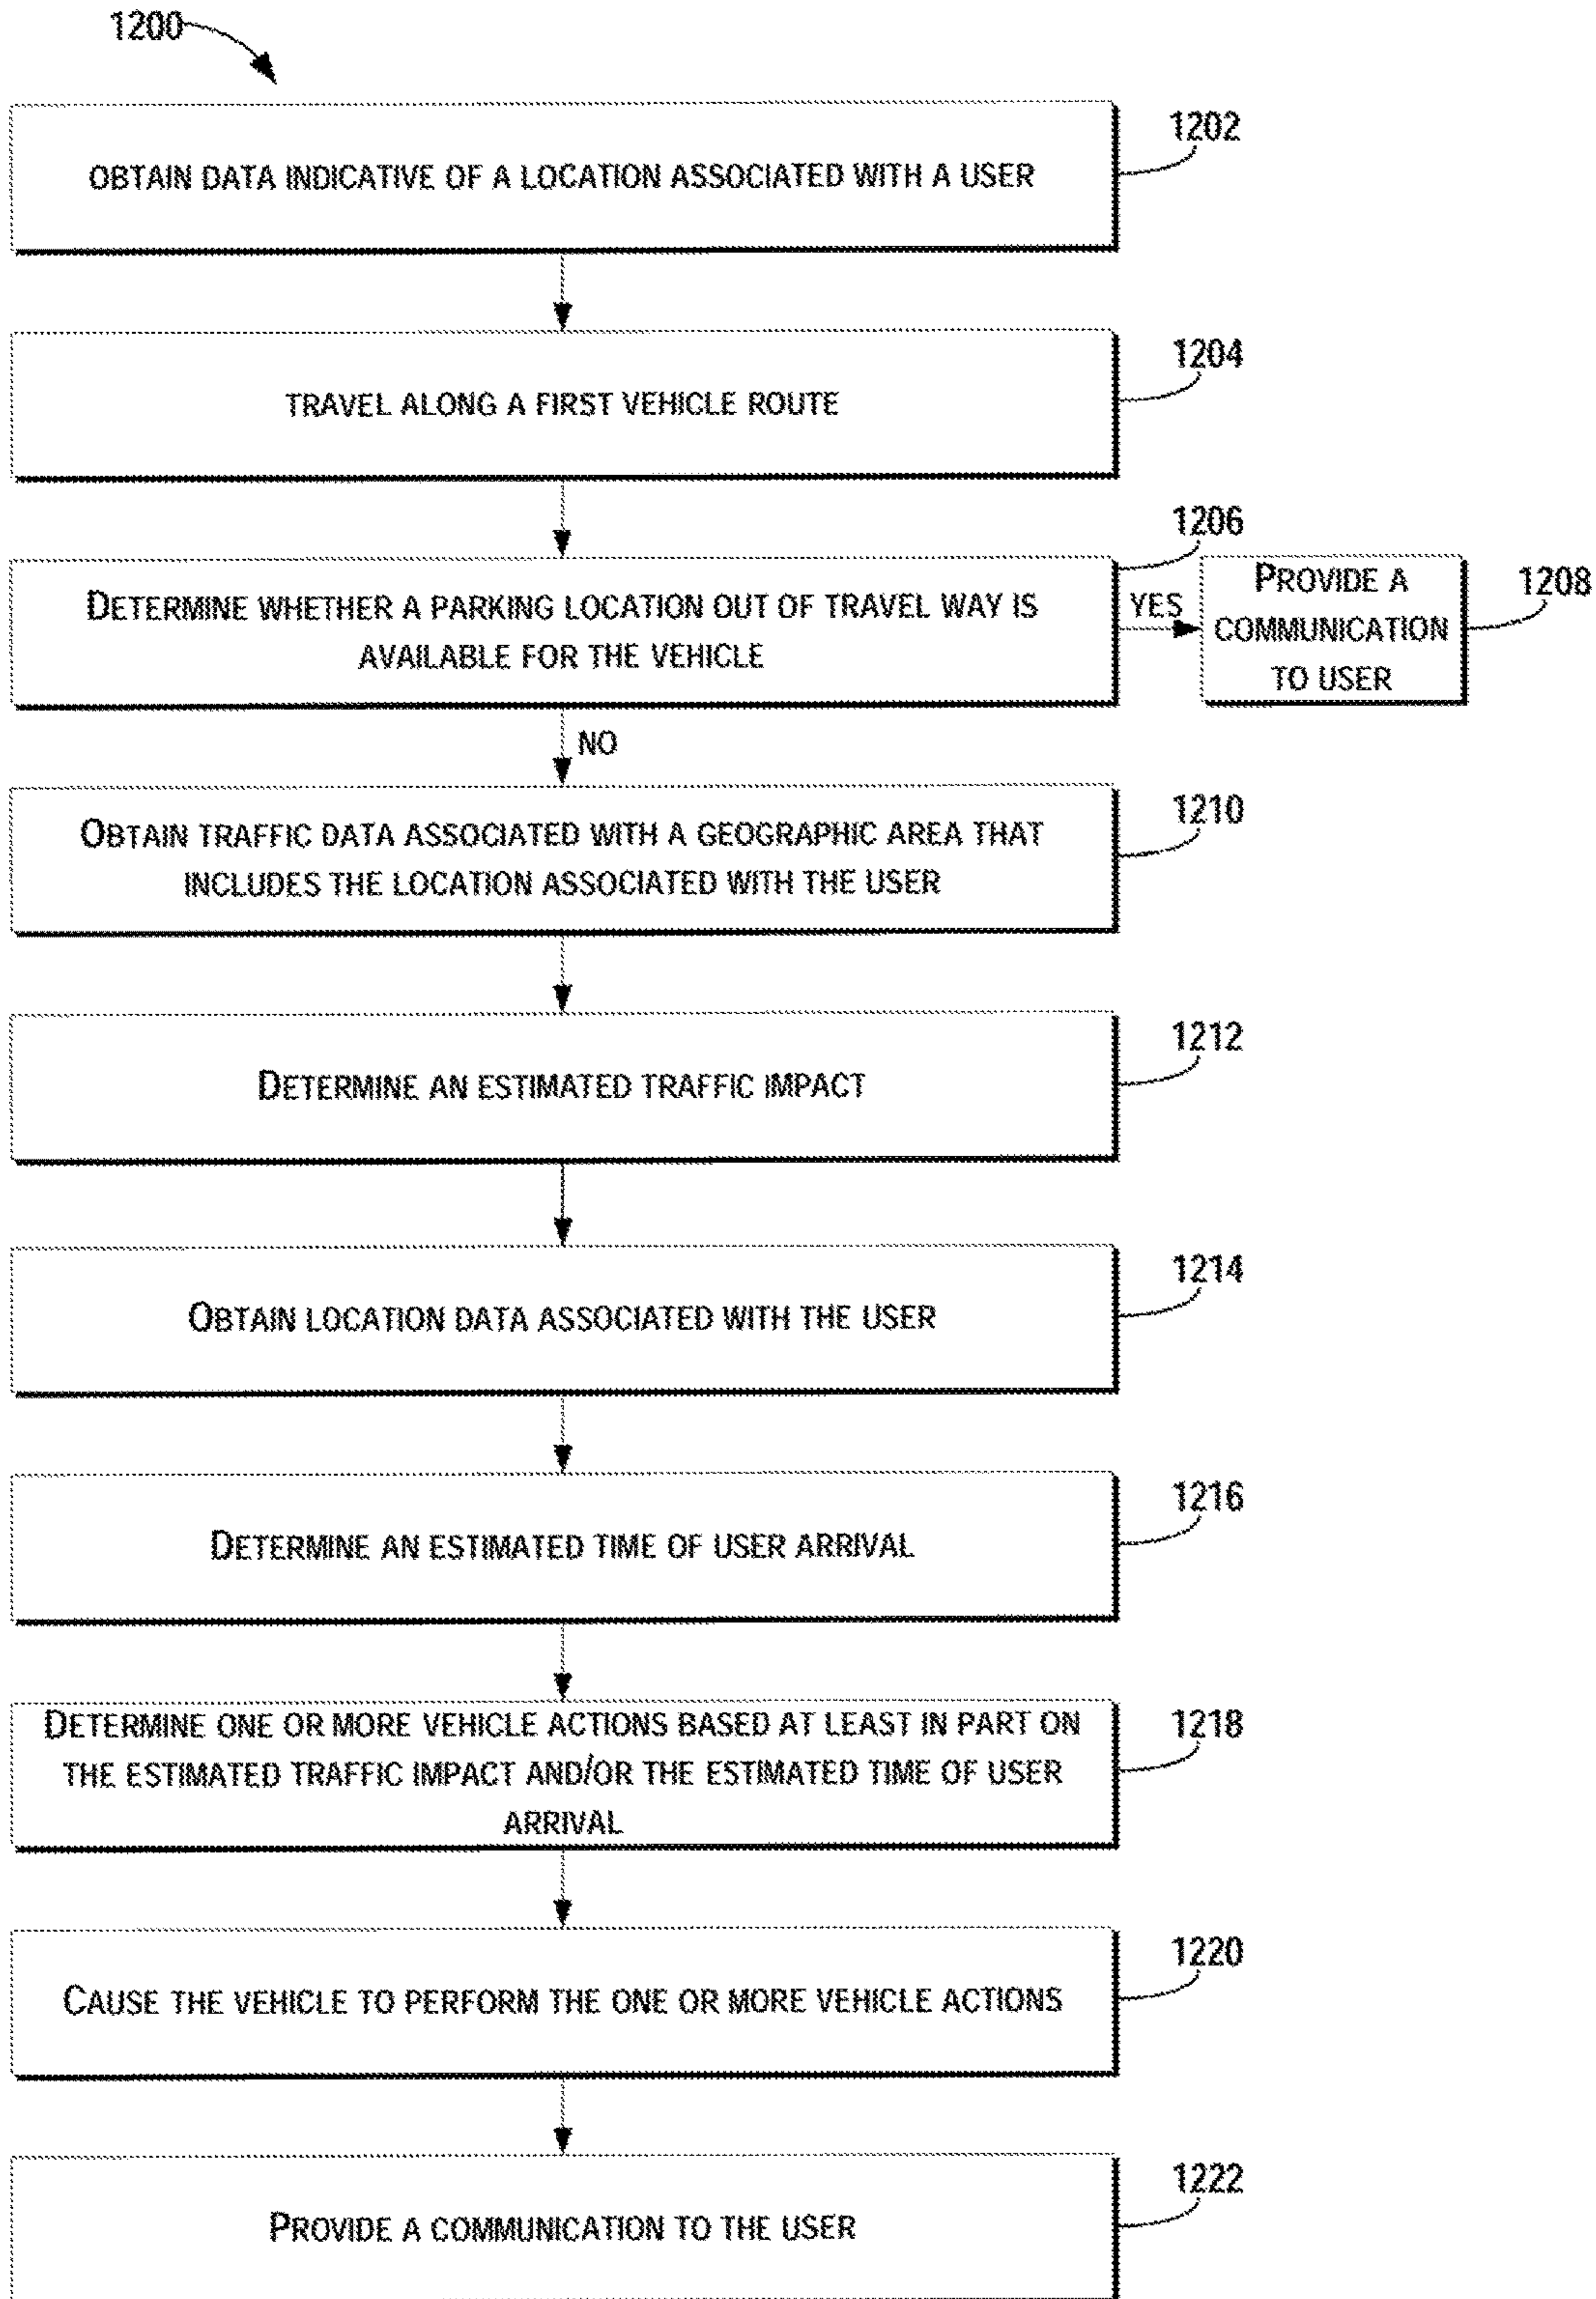 1200
OBTAIN DATA INDICATIVE OF A LOCATION ASSOCIATED WITH A USER
1202
TRAVEL ALONG A FIRST VEHICLE ROUTE
1204
DETERMINE WHETHER A PARKING LOCATION OUT OF TRAVEL WAY IS
AVAILABLE FOR THE VEHICLE
1206
YES
PROVIDE A
COMMUNICATION
TO USER
1208
NO
OBTAIN TRAFFIC DATA ASSOCIATED WITH A GEOGRAPHIC AREA THAT
INCLUDES THE LOCATION ASSOCIATED WITH THE USER
1210
DETERMINE AN ESTIMATED TRAFFIC IMPACT
1212
OBTAIN LOCATION DATA ASSOCIATED WITH THE USER
1214
DETERMINE AN ESTIMATED TIME OF USER ARRIVAL
1216
DETERMINE ONE OR MORE VEHICLE ACTIONS BASED AT LEAST IN PART ON
THE ESTIMATED TRAFFIC IMPACT AND/OR THE ESTIMATED TIME OF USER
ARRIVAL
1218
CAUSE THE VEHICLE TO PERFORM THE ONE OR MORE VEHICLE ACTIONS
1220
PROVIDE A COMMUNICATION TO THE USER
1222